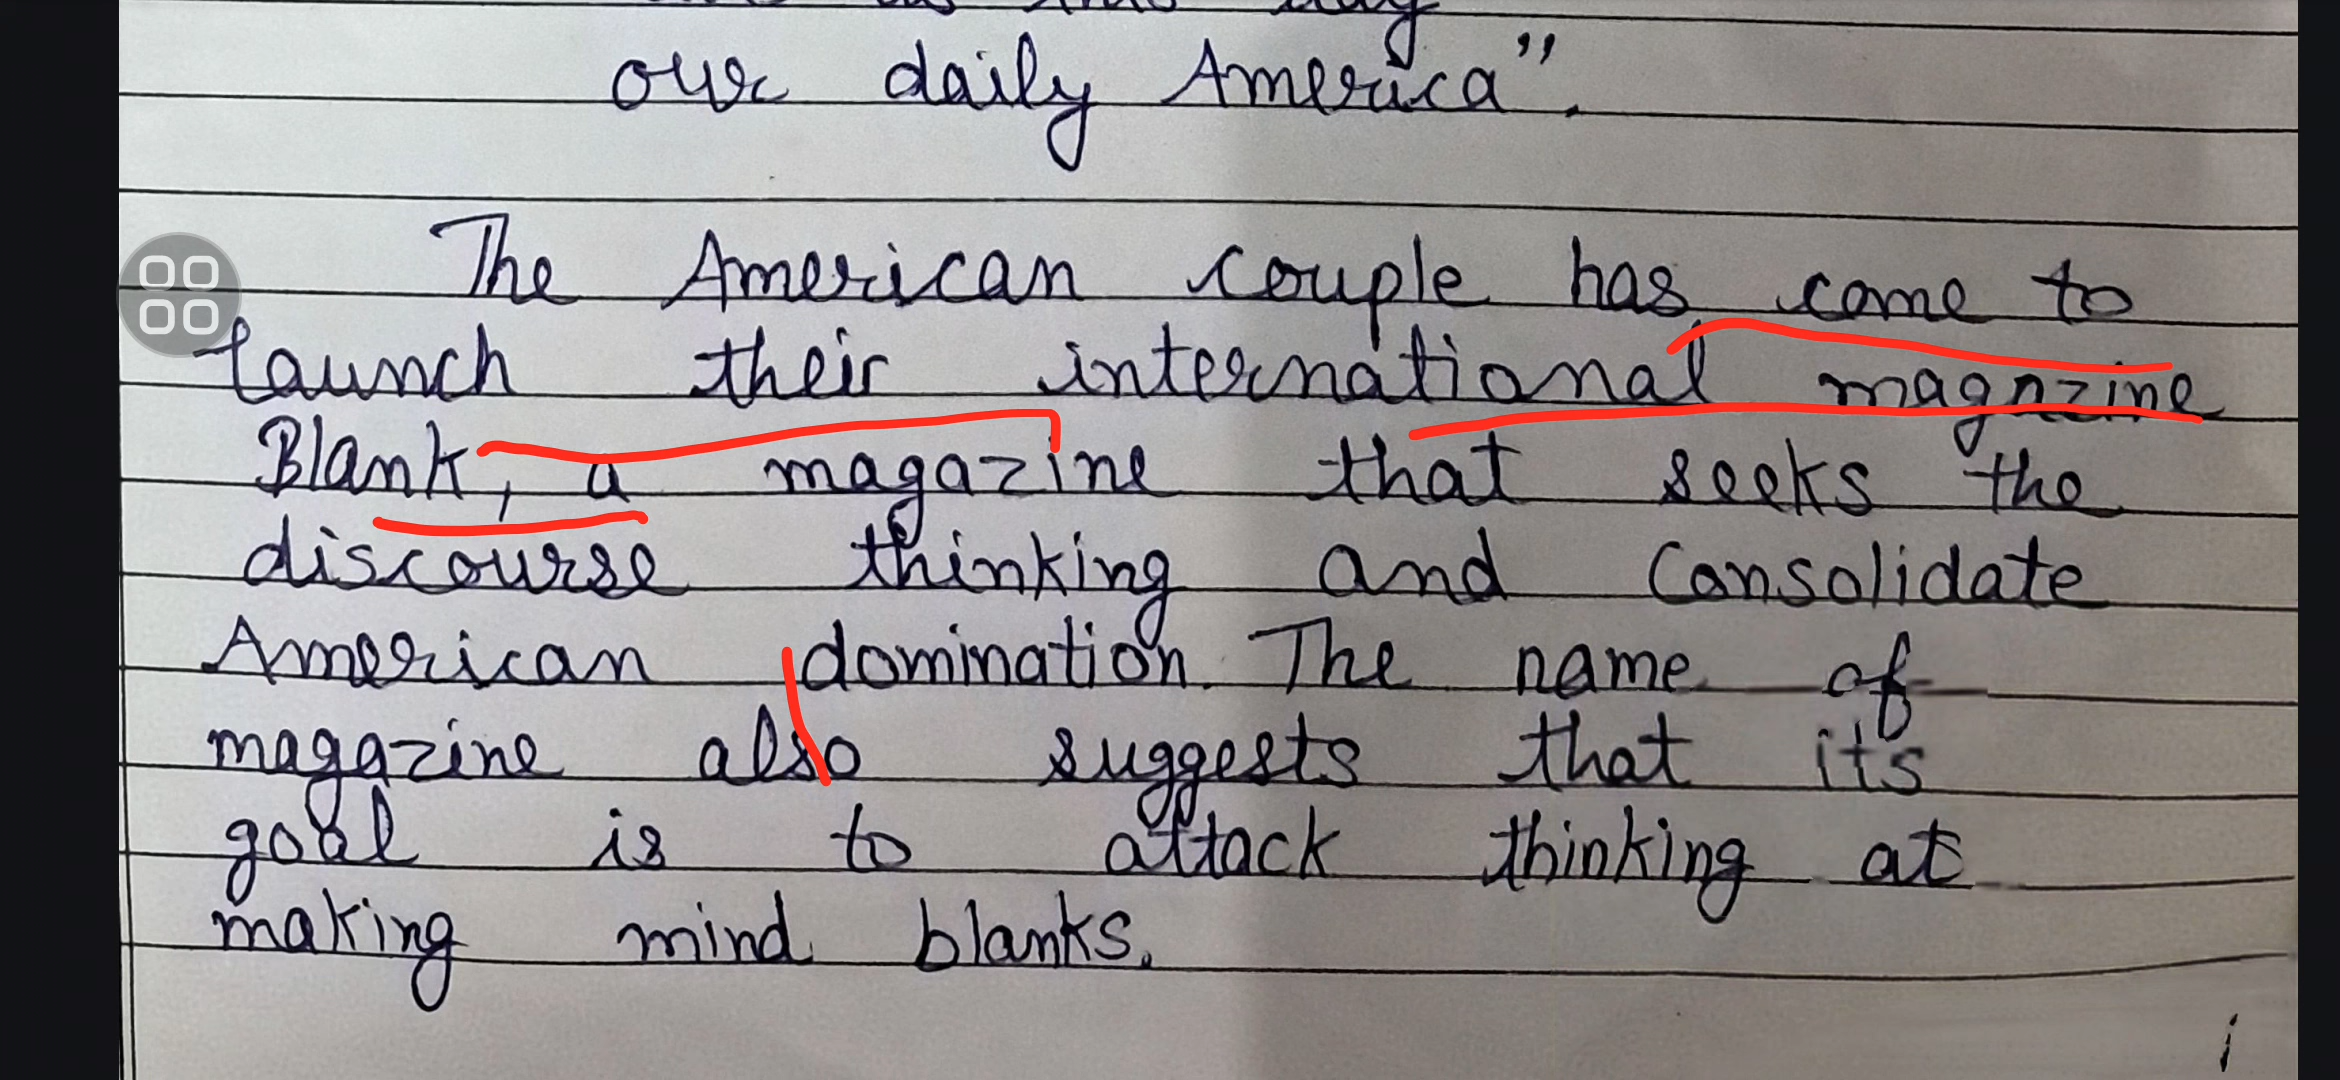 our daily America".
The American couple has come to
launch their international magazine
Blank, a magazine that seeks the
discourse thinking and Consolidate
American domination. The name of
magazine also suggests that its
goal is to attack thinking at
making mind blanks.